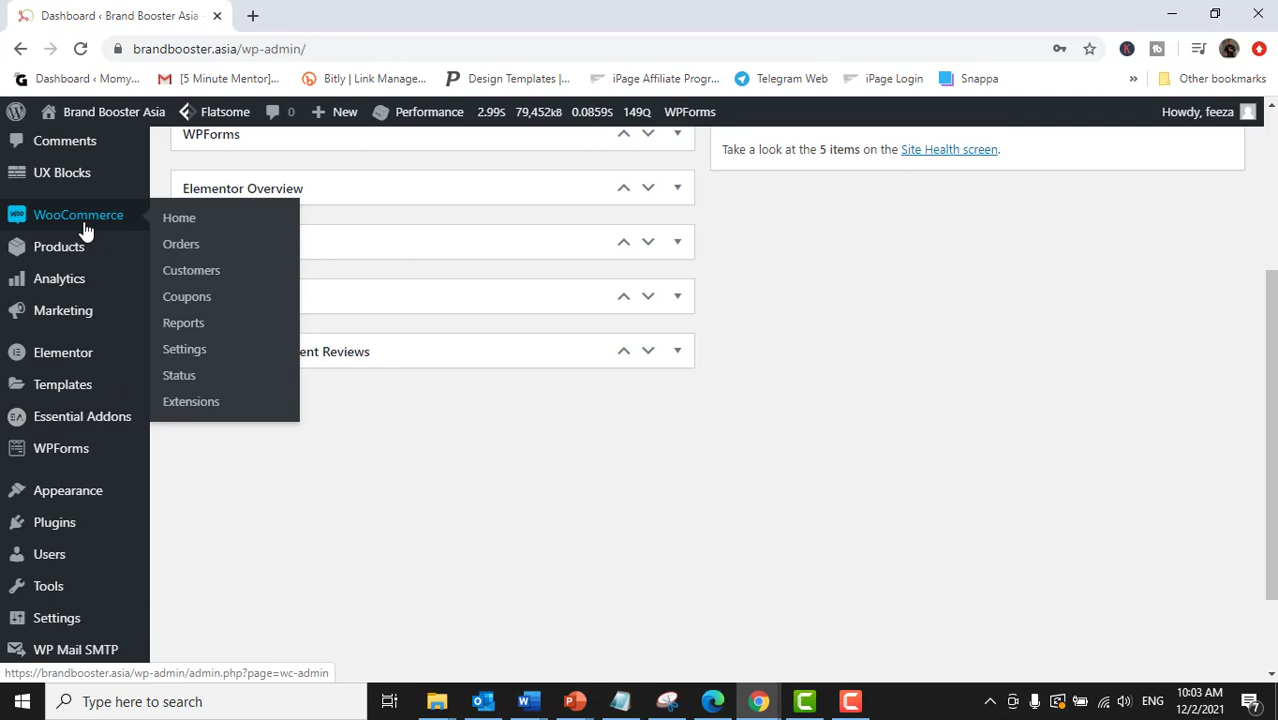 Dashboard ‹ Brand Booster Asia
brandbooster.asia/wp-admin/
Dashboard ‹ Momy...
[5 Minute Mentor]...
Bitly | Link Manage...
Design Templates |...
iPage Affiliate Progr...
Telegram Web
iPage Login
Snappa
»
Other bookmarks
Brand Booster Asia
Flatsome
0
New
Performance
2.99s
79,452kB
0.0859s
149Q
WPForms
Howdy, feeza
Comments
UX Blocks
WooCommerce
Products
Analytics
Marketing
Elementor
Templates
Essential Addons
WPForms
Appearance
Plugins
Users
Tools
Settings
WP Mail SMTP
Home
Orders
Customers
Coupons
Reports
Settings
Status
Extensions
WPForms
Elementor Overview
ent Reviews
Take a look at the 5 items on the Site Health screen.
https://brandbooster.asia/wp-admin/admin.php?page=wc-admin
Type here to search
ENG
10:03 AM
12/2/2021
7